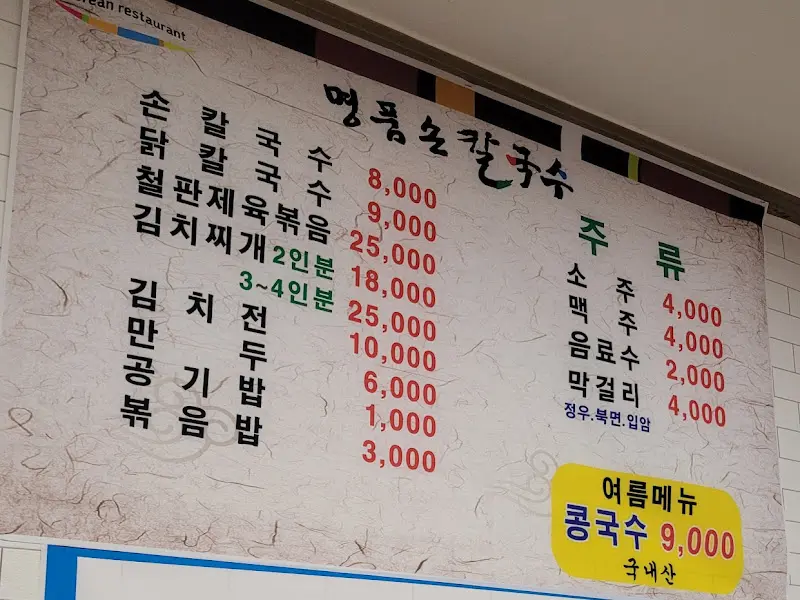 rean restaurant
명품손칼국수
손칼국수 8,000
닭칼국수 9,000
철판제육볶음 25,000
김치찌개 2인분 18,000
3~4인분 25,000
김치전 10,000
만두 6,000
공기밥 1,000
볶음밥 3,000
주류
소주 4,000
맥주 4,000
음료수 2,000
막걸리 4,000
정우.북면.입암
여름메뉴
콩국수 9,000
국내산